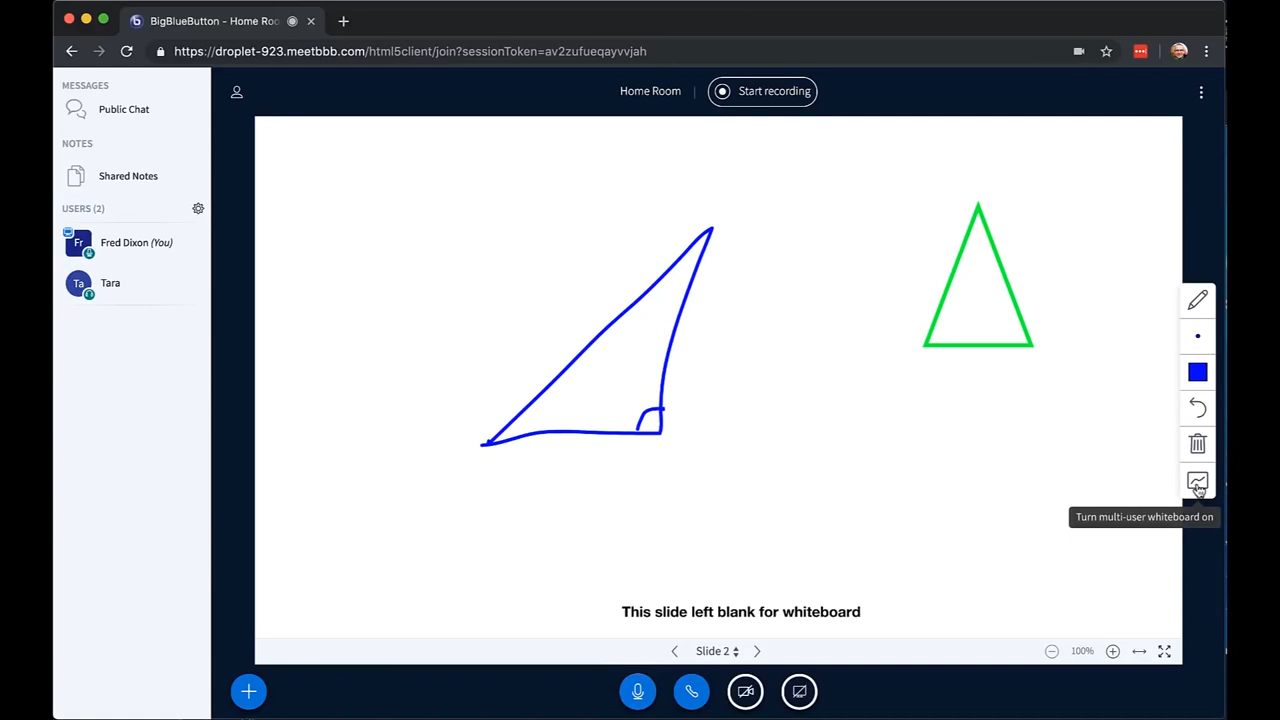 BigBlueButton - Home Roo
https://droplet-923.meetbbb.com/html5client/join?sessionToken=av2zufueqayvvjah
MESSAGES
Public Chat
NOTES
Shared Notes
USERS (2)
Fr
Fred Dixon (You)
Ta
Tara
Home Room
Start recording
Turn multi-user whiteboard on
This slide left blank for whiteboard
Slide 2
100%